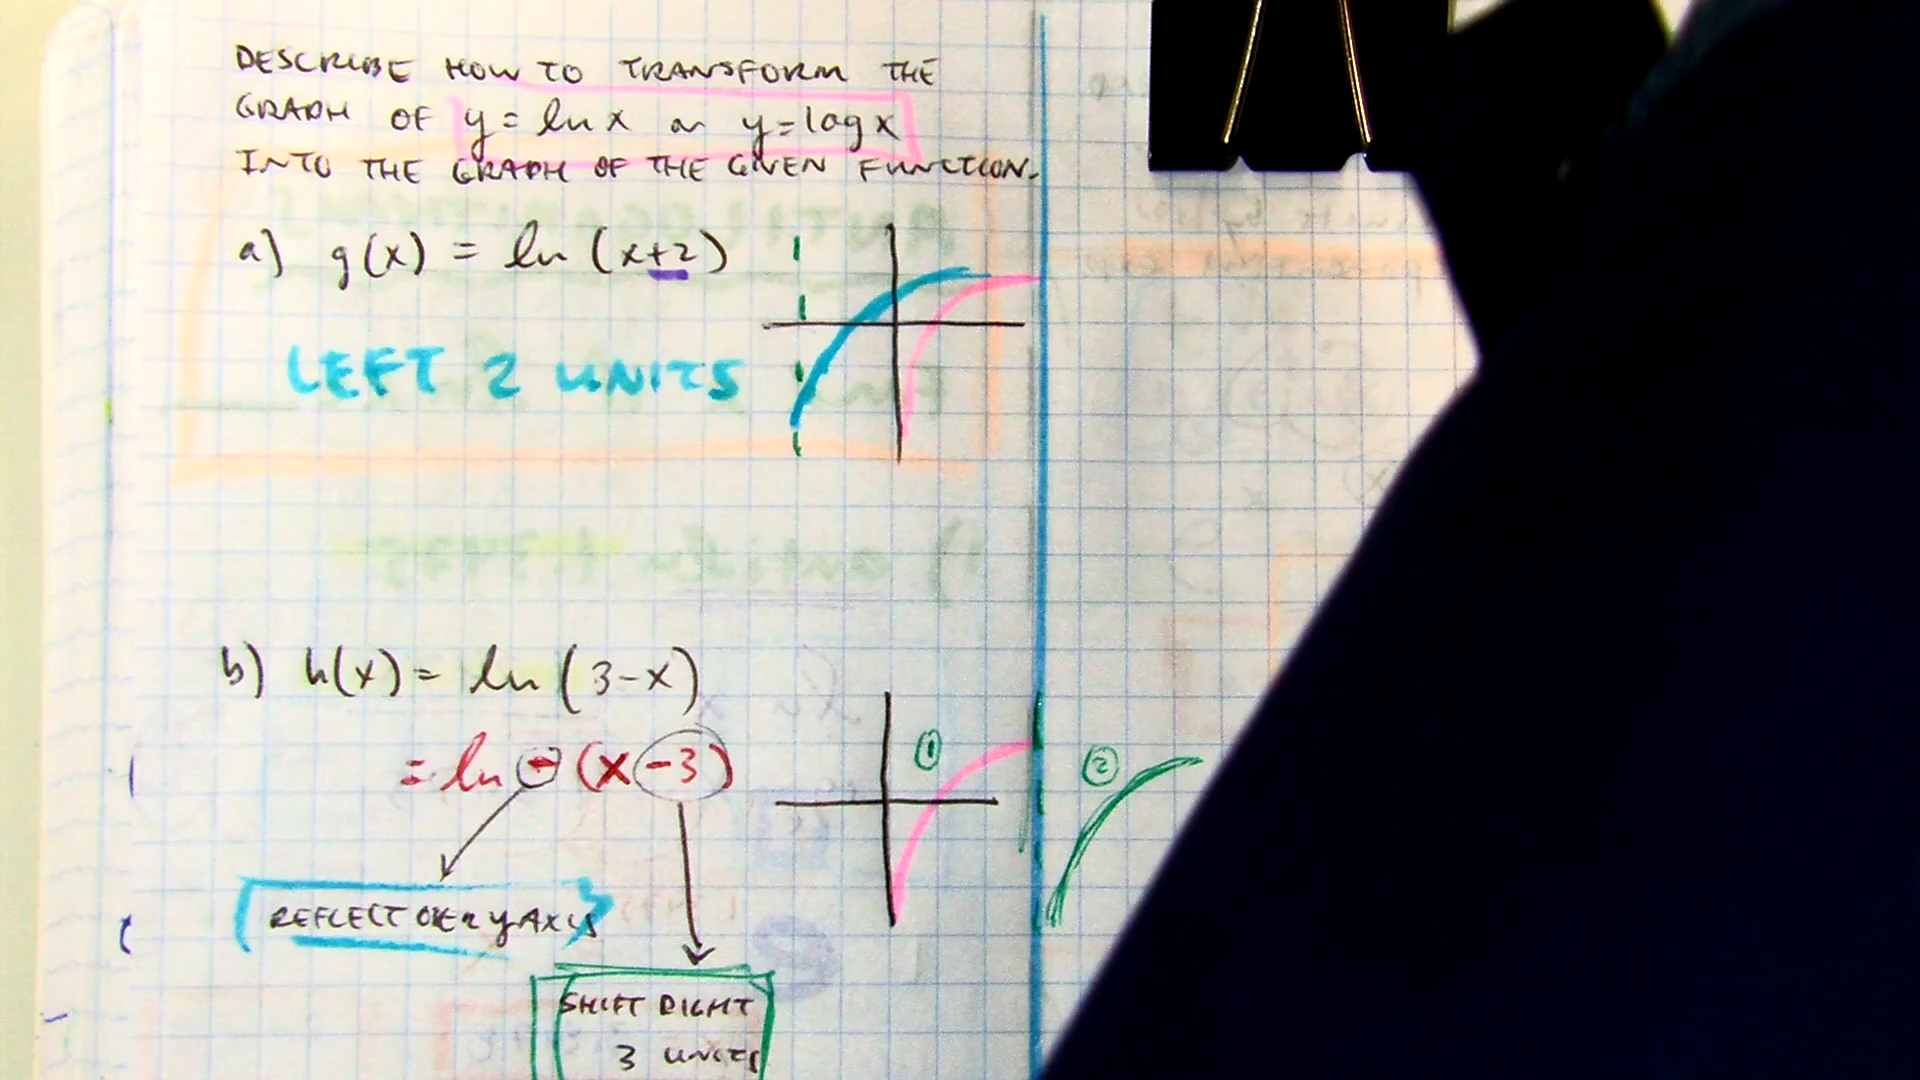 DESCRIBE HOW TO TRANSFORM THE
GRAPH OF y = ln x or y = log x
INTO THE GRAPH OF THE GIVEN FUNCTION.
a) g(x) = ln (x+2)
LEFT 2 UNITS
b) h(x) = ln (3-x)
= ln - (x - 3)
① ②
REFLECT OVER y AXIS
SHIFT RIGHT
3 UNITS